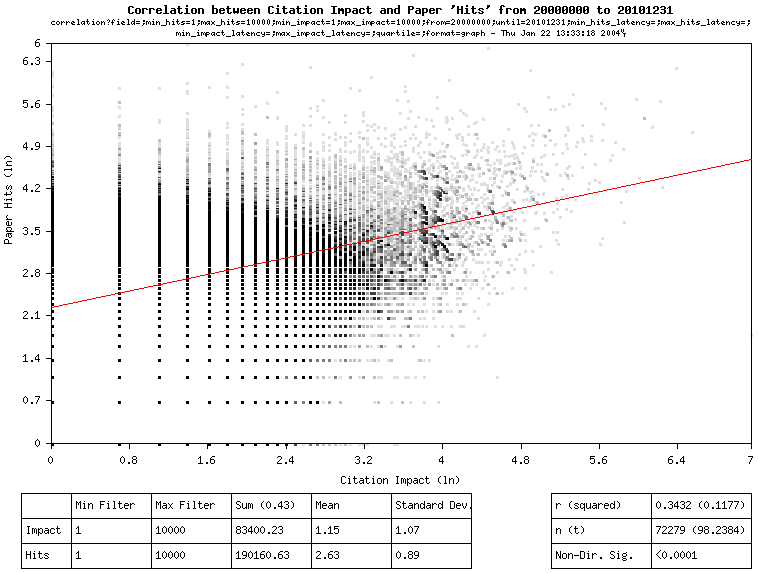 Correlation between Citation Impact and Paper 'Hits' from 20000000 to 20101231
correlation?field=;min_hits=1;max_hits=10000;min_impact=1;max_impact=10000;from=20000000;until=20101231;min_hits_latency=;max_hits_latency=;
min_impact_latency=;max_impact_latency=;quartile=;format=graph - Thu Jan 22 13:33:18 2004
6
6.3
5.6
4.9
4.2
3.5
2.8
2.1
1.4
0.7
0
Paper Hits (ln)
0 0.8 1.6 2.4 3.2 4 4.8 5.6 6.4 7
Citation Impact (ln)
Min Filter Max Filter Sum (0.43) Mean Standard Dev.
Impact 1 10000 83400.23 1.15 1.07
Hits 1 10000 190160.63 2.63 0.89
r (squared) 0.3432 (0.1177)
n (t) 72279 (98.2384)
Non-Dir. Sig. <0.0001